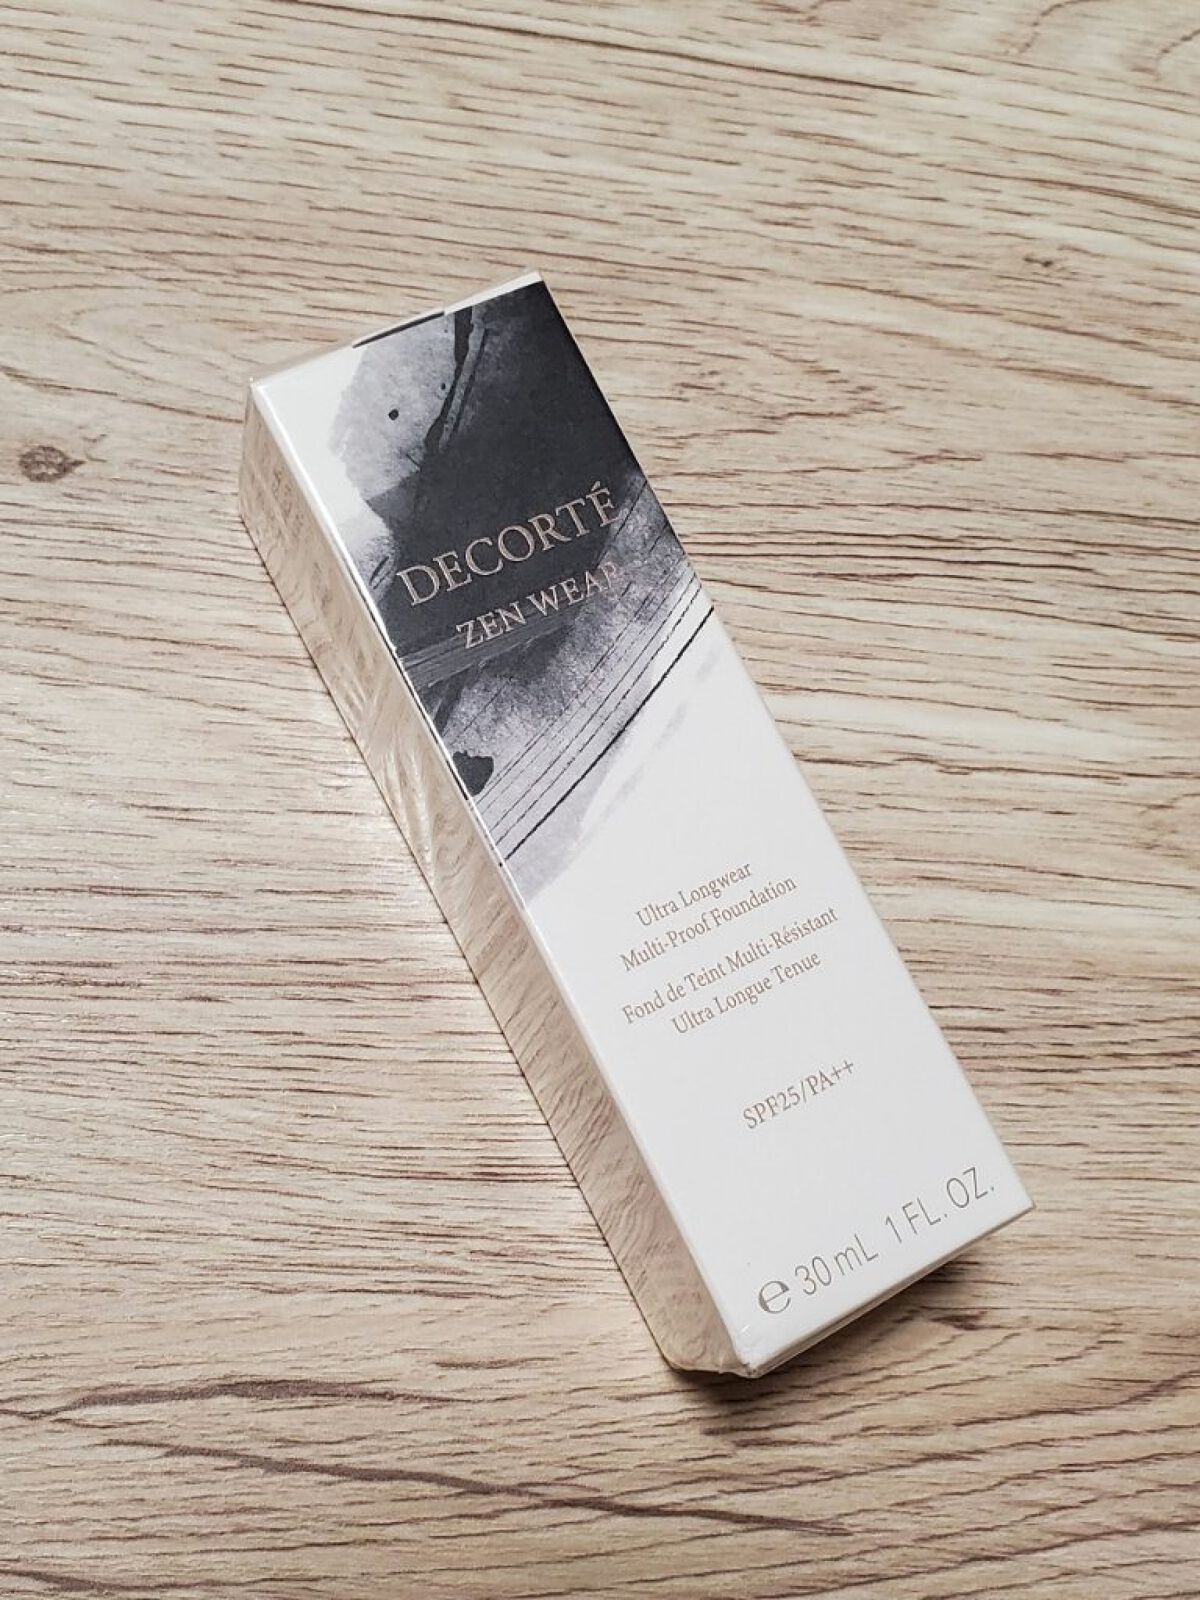 DECORTÉ
ZEN WEAR
Ultra Longwear
Multi-Proof Foundation
Fond de Teint Multi-Résistant
Ultra Longue Tenue
SPF25/PA++
℮ 30 mL 1 FL. OZ.